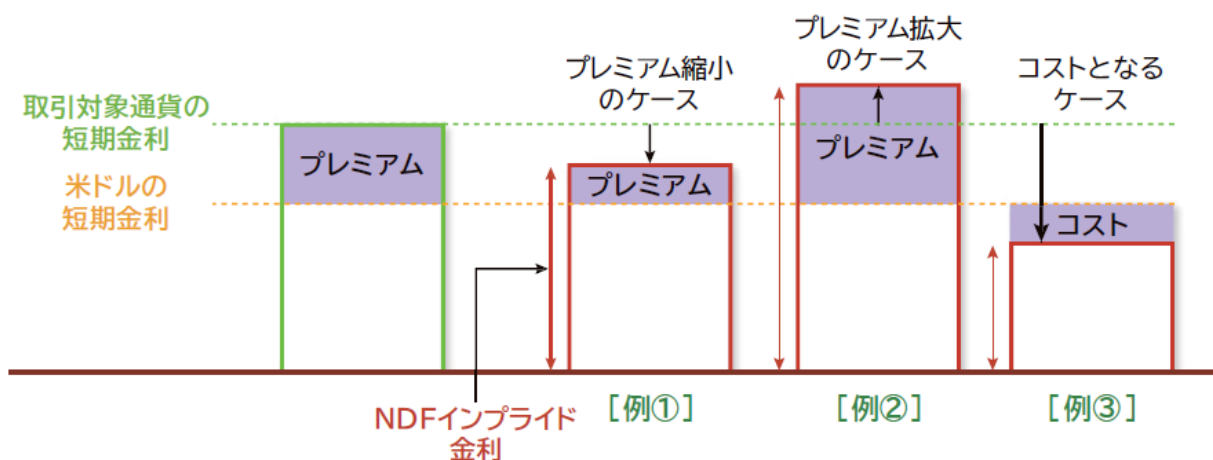 取引対象通貨の
短期金利
米ドルの
短期金利
プレミアム
プレミアム縮小
のケース
プレミアム
プレミアム拡大
のケース
プレミアム
コストとなる
ケース
コスト
NDFインプライド
金利
［例①］
［例②］
［例③］